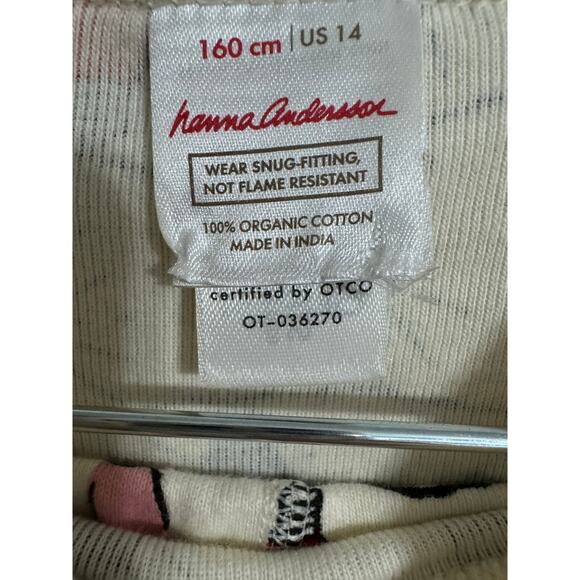 160 cm | US 14
hanna andersson
WEAR SNUG-FITTING,
NOT FLAME RESISTANT
100% ORGANIC COTTON
MADE IN INDIA
certified by OTCO
OT-036270